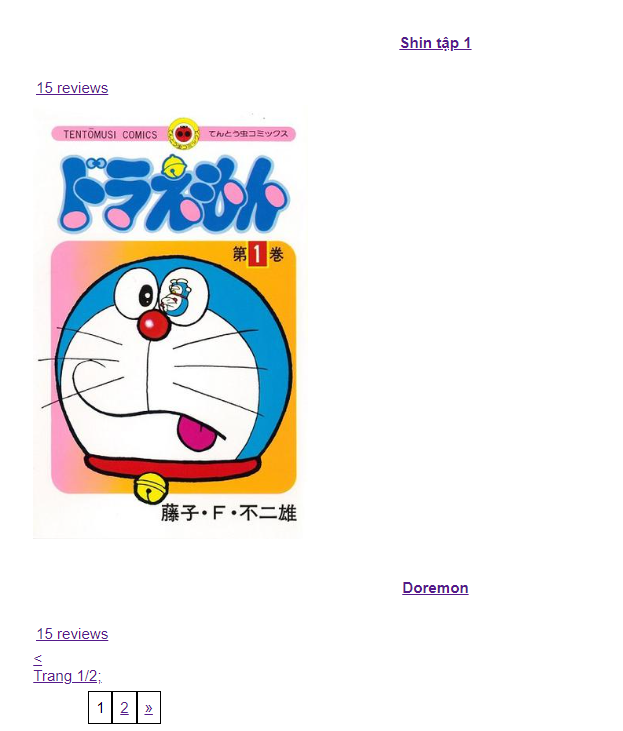 Shin tập 1
15 reviews
TENTŌMUSI COMICS
てんとう虫コミックス
ドラえもん
第1巻
藤子・F・不二雄
Doremon
15 reviews
<
Trang 1/2;
1 2 »